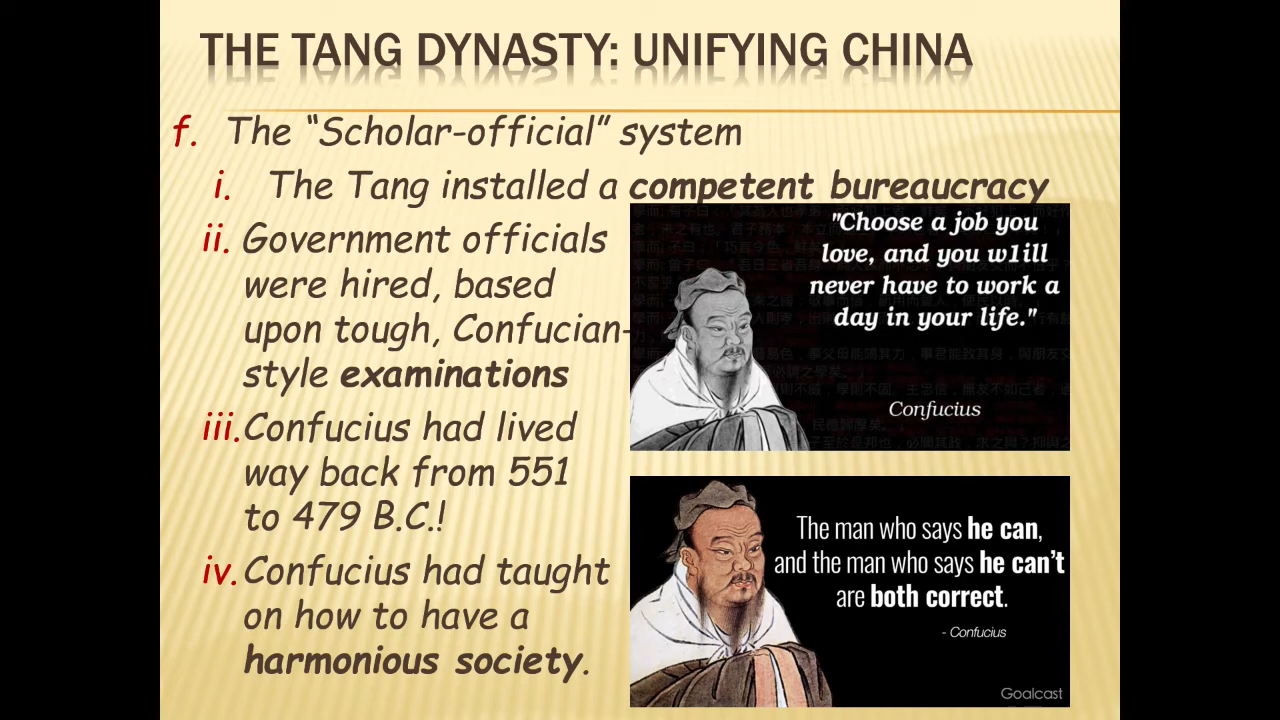 THE TANG DYNASTY: UNIFYING CHINA
f. The “Scholar-official” system
i. The Tang installed a competent bureaucracy
ii. Government officials
were hired, based
upon tough, Confucian-
style examinations
iii. Confucius had lived
way back from 551
to 479 B.C.!
iv. Confucius had taught
on how to have a
harmonious society.
"Choose a job you
love, and you w1ill
never have to work a
day in your life."
Confucius
The man who says he can,
and the man who says he can’t
are both correct.
- Confucius
Goalcast